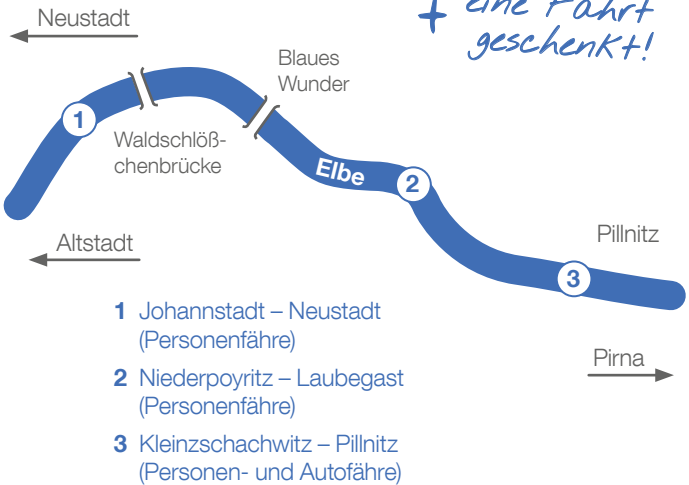 Neustadt
+ eine Fahrt
geschenkt!
Blaues
Wunder
1
Waldschlöß-
chenbrücke
Elbe
2
Altstadt
Pillnitz
3
1 Johannstadt – Neustadt
(Personenfähre)
Pirna
2 Niederpoyritz – Laubegast
(Personenfähre)
3 Kleinzschachwitz – Pillnitz
(Personen- und Autofähre)